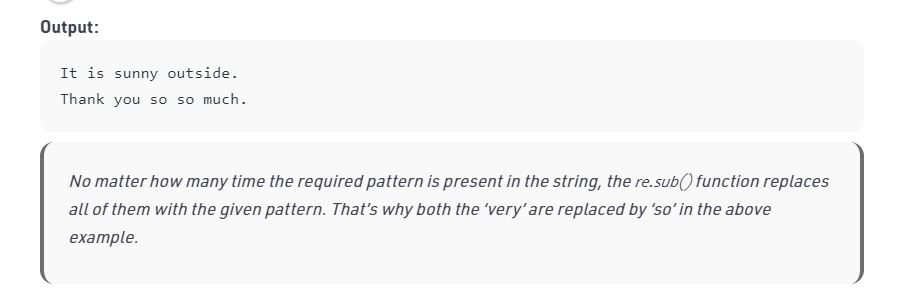 Output:
It is sunny outside.
Thank you so so much.
No matter how many time the required pattern is present in the string, the re.sub() function replaces
all of them with the given pattern. That's why both the 'very' are replaced by 'so' in the above
example.